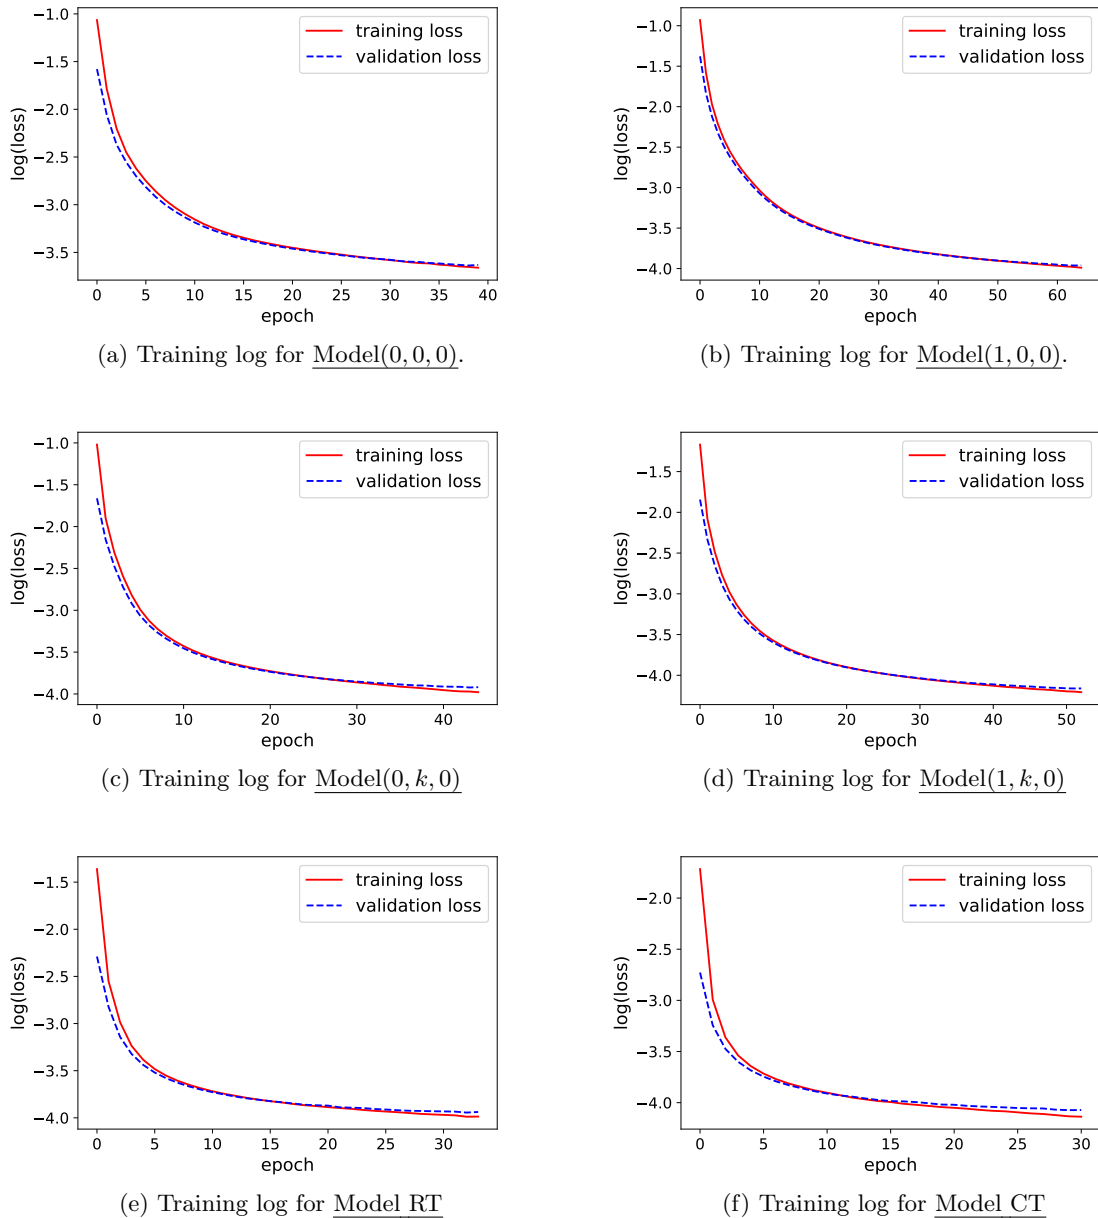 −1.0
−1.5
−2.0
−2.5
−3.0
−3.5
log(loss)
training loss
validation loss
0 5 10 15 20 25 30 35 40
epoch
(a) Training log for Model(0, 0, 0).
−1.0
−1.5
−2.0
−2.5
−3.0
−3.5
−4.0
log(loss)
training loss
validation loss
0 10 20 30 40 50 60
epoch
(b) Training log for Model(1, 0, 0).
−1.0
−1.5
−2.0
−2.5
−3.0
−3.5
−4.0
log(loss)
training loss
validation loss
0 10 20 30 40
epoch
(c) Training log for Model(0, k, 0)
−1.5
−2.0
−2.5
−3.0
−3.5
−4.0
log(loss)
training loss
validation loss
0 10 20 30 40 50
epoch
(d) Training log for Model(1, k, 0)
−1.5
−2.0
−2.5
−3.0
−3.5
−4.0
log(loss)
training loss
validation loss
0 5 10 15 20 25 30
epoch
(e) Training log for Model RT
−2.0
−2.5
−3.0
−3.5
−4.0
log(loss)
training loss
validation loss
0 5 10 15 20 25 30
epoch
(f) Training log for Model CT